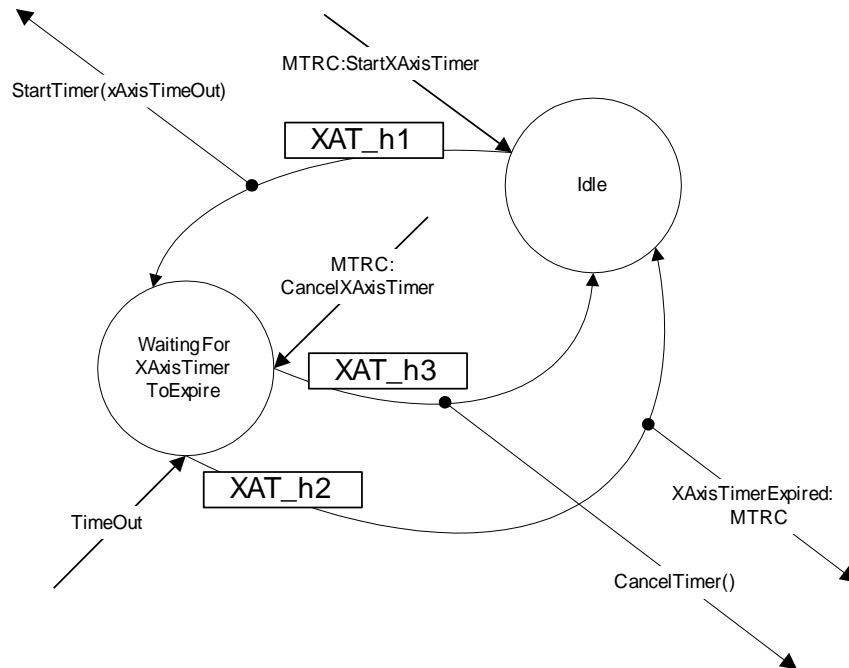 MTRC:StartXAxisTimer
StartTimer(xAxisTimeOut)
XAT_h1
Idle
MTRC:
CancelXAxisTimer
WaitingFor
XAxisTimer
ToExpire
XAT_h3
XAT_h2
XAxisTimerExpired:
MTRC
TimeOut
CancelTimer()